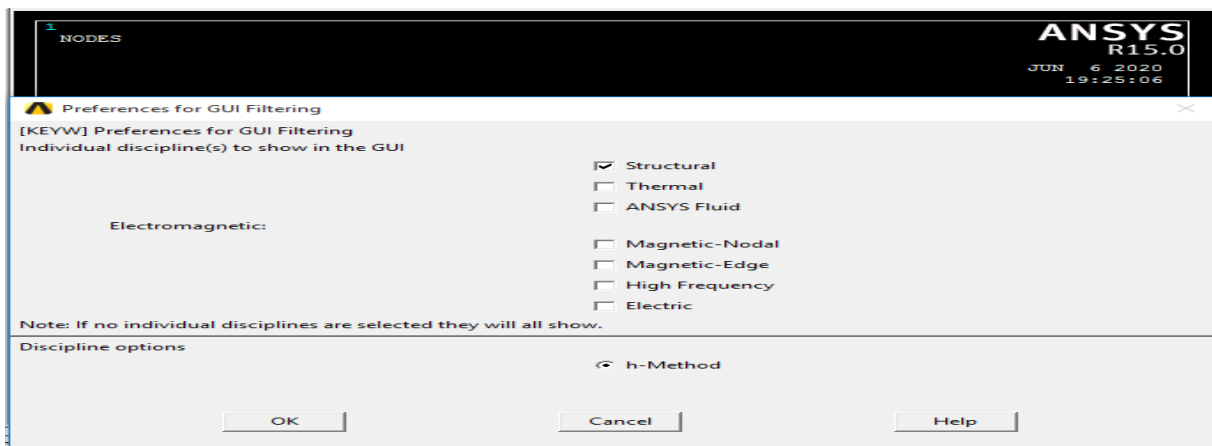 1
NODES
ANSYS
R15.0
JUN 6 2020
19:25:06
Preferences for GUI Filtering
[KEYW] Preferences for GUI Filtering
Individual discipline(s) to show in the GUI
Structural
Thermal
ANSYS Fluid
Electromagnetic:
Magnetic-Nodal
Magnetic-Edge
High Frequency
Electric
Note: If no individual disciplines are selected they will all show.
Discipline options
h-Method
OK Cancel Help